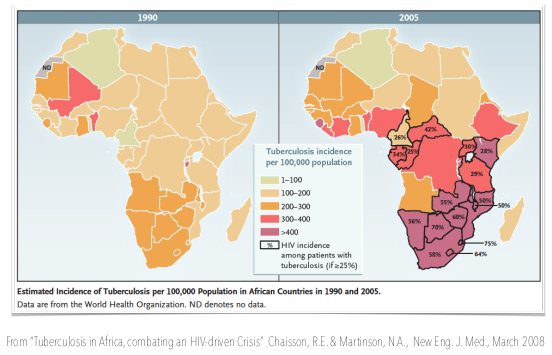 1990
2005
ND
ND
42%
26%
34%
25%
30%
28%
29%
50%
50%
55%
60%
56%
70%
75%
58%
64%
Tuberculosis incidence
per 100,000 population
1–100
100–200
200–300
300–400
>400
% HIV incidence
among patients with
tuberculosis (if ≥25%)
Estimated Incidence of Tuberculosis per 100,000 Population in African Countries in 1990 and 2005.
Data are from the World Health Organization. ND denotes no data.
From "Tuberculosis in Africa, combating an HIV-driven Crisis" Chaisson, R.E. & Martinson, N.A., New Eng. J. Med., March 2008